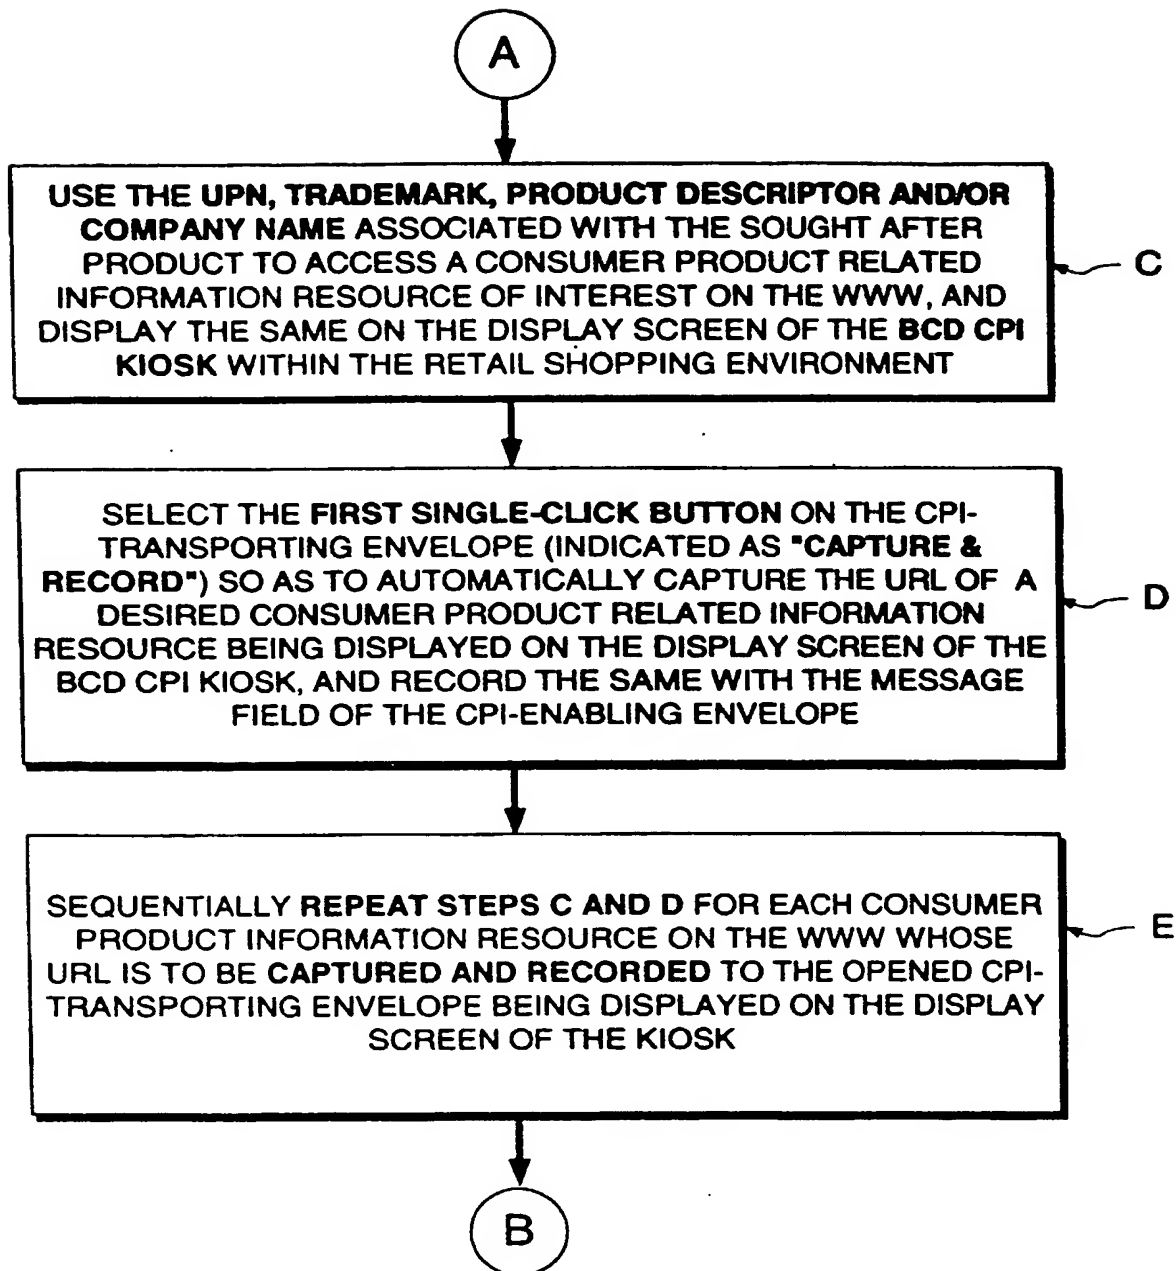 A
USE THE UPN, TRADEMARK, PRODUCT DESCRIPTOR AND/OR
COMPANY NAME ASSOCIATED WITH THE SOUGHT AFTER
PRODUCT TO ACCESS A CONSUMER PRODUCT RELATED
INFORMATION RESOURCE OF INTEREST ON THE WWW, AND
DISPLAY THE SAME ON THE DISPLAY SCREEN OF THE BCD CPI
KIOSK WITHIN THE RETAIL SHOPPING ENVIRONMENT
C
SELECT THE FIRST SINGLE-CLICK BUTTON ON THE CPI-
TRANSPORTING ENVELOPE (INDICATED AS "CAPTURE &
RECORD") SO AS TO AUTOMATICALLY CAPTURE THE URL OF A
DESIRED CONSUMER PRODUCT RELATED INFORMATION
RESOURCE BEING DISPLAYED ON THE DISPLAY SCREEN OF THE
BCD CPI KIOSK, AND RECORD THE SAME WITH THE MESSAGE
FIELD OF THE CPI-ENABLING ENVELOPE
D
SEQUENTIALLY REPEAT STEPS C AND D FOR EACH CONSUMER
PRODUCT INFORMATION RESOURCE ON THE WWW WHOSE
URL IS TO BE CAPTURED AND RECORDED TO THE OPENED CPI-
TRANSPORTING ENVELOPE BEING DISPLAYED ON THE DISPLAY
SCREEN OF THE KIOSK
E
B